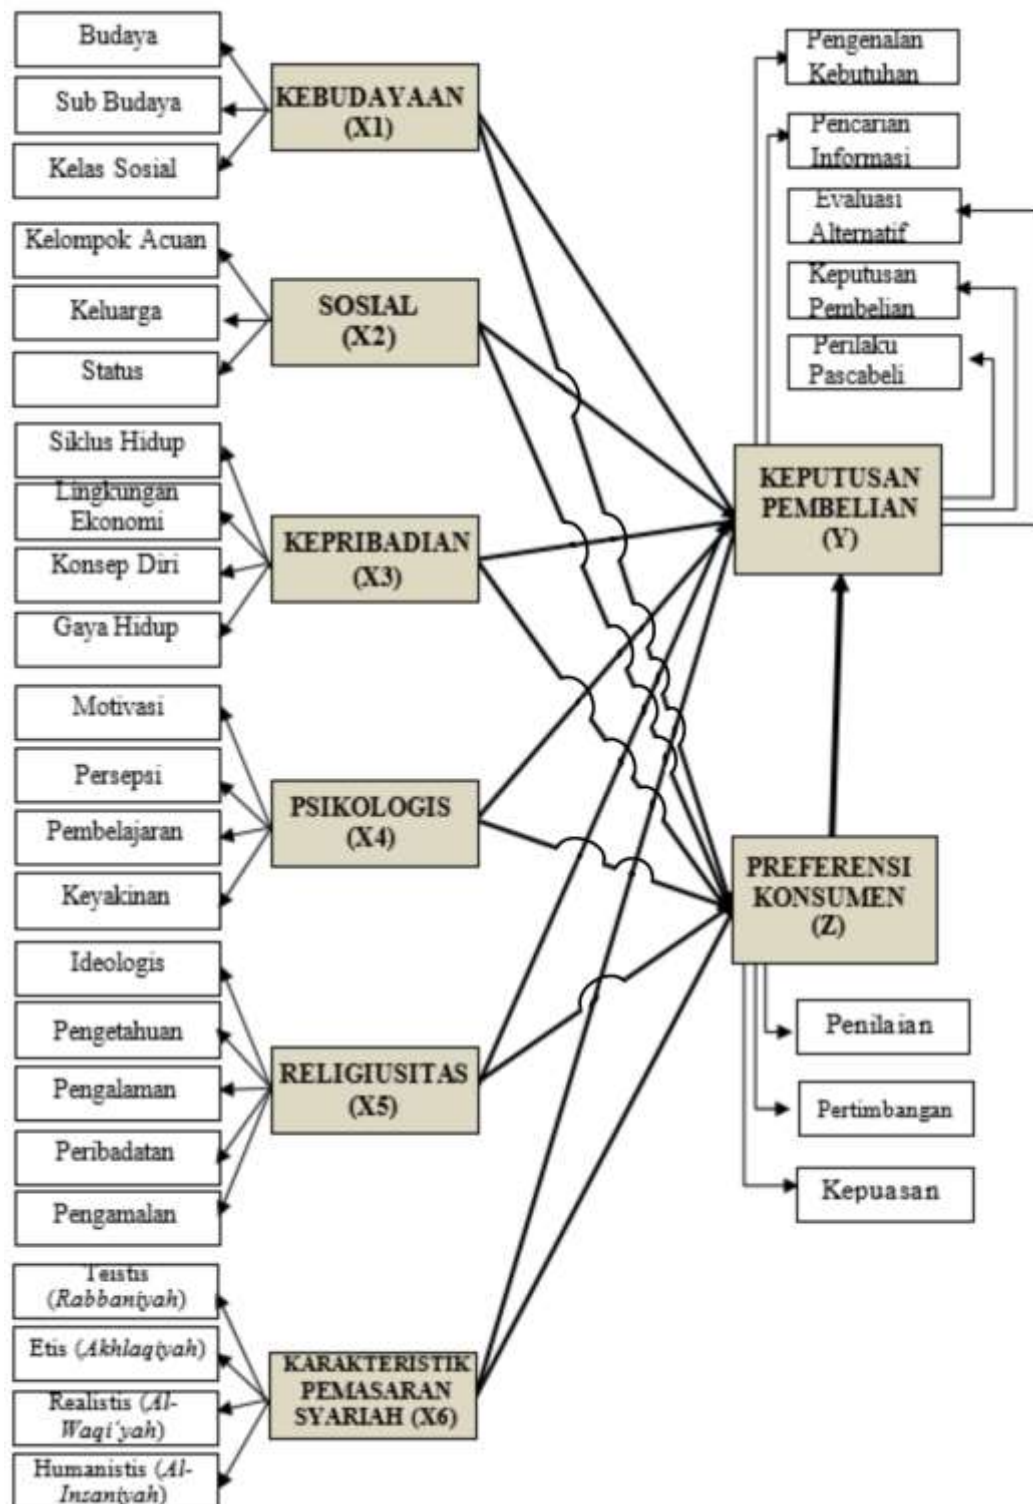 Budaya
Sub Budaya
Kelas Sosial
KEBUDAYAAN
(X1)
Kelompok Acuan
Keluarga
Status
SOSIAL
(X2)
Siklus Hidup
Lingkungan
Ekonomi
Konsep Diri
Gaya Hidup
KEPRIBADIAN
(X3)
Motivasi
Persepsi
Pembelajaran
Keyakinan
PSIKOLOGIS
(X4)
Ideologis
Pengetahuan
Pengalaman
Peribadatan
Pengamalan
RELIGIUSITAS
(X5)
Teistis
(Rabbaniyah)
Etis (Akhlaqiyah)
Realistis (Al-
Waqi´yah)
Humanistis (Al-
Insaniyah)
KARAKTERISTIK
PEMASARAN
SYARIAH (X6)
Pengenalan
Kebutuhan
Pencarian
Informasi
Evaluasi
Alternatif
Keputusan
Pembelian
Perilaku
Pascabeli
KEPUTUSAN
PEMBELIAN
(Y)
PREFERENSI
KONSUMEN
(Z)
Penilaian
Pertimbangan
Kepuasan